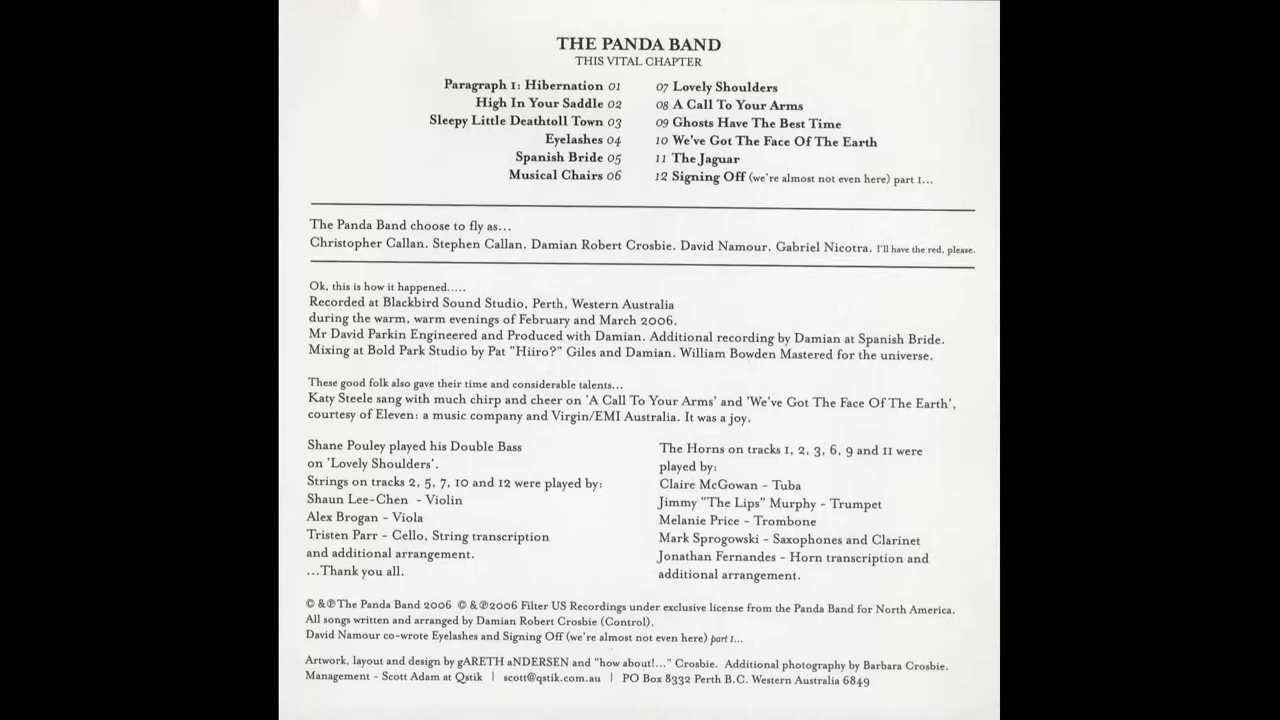 THE PANDA BAND
THIS VITAL CHAPTER
Paragraph 1: Hibernation 01
High In Your Saddle 02
Sleepy Little Deathtoll Town 03
Eyelashes 04
Spanish Bride 05
Musical Chairs 06
07 Lovely Shoulders
08 A Call To Your Arms
09 Ghosts Have The Best Time
10 We've Got The Face Of The Earth
11 The Jaguar
12 Signing Off (we're almost not even here) part 1...
The Panda Band choose to fly as...
Christopher Callan. Stephen Callan. Damian Robert Crosbie. David Namour. Gabriel Nicotra. I'll have the red, please.
Ok, this is how it happened.....
Recorded at Blackbird Sound Studio, Perth, Western Australia
during the warm, warm evenings of February and March 2006.
Mr David Parkin Engineered and Produced with Damian. Additional recording by Damian at Spanish Bride.
Mixing at Bold Park Studio by Pat "Hiiro?" Giles and Damian. William Bowden Mastered for the universe.
These good folk also gave their time and considerable talents...
Katy Steele sang with much chirp and cheer on 'A Call To Your Arms' and 'We've Got The Face Of The Earth',
courtesy of Eleven: a music company and Virgin/EMI Australia. It was a joy.
Shane Pouley played his Double Bass
on 'Lovely Shoulders'.
Strings on tracks 2, 5, 7, 10 and 12 were played by:
Shaun Lee-Chen - Violin
Alex Brogan - Viola
Tristen Parr - Cello, String transcription
and additional arrangement.
...Thank you all.
The Horns on tracks 1, 2, 3, 6, 9 and 11 were
played by:
Claire McGowan - Tuba
Jimmy "The Lips" Murphy - Trumpet
Melanie Price - Trombone
Mark Sprogowski - Saxophones and Clarinet
Jonathan Fernandes - Horn transcription and
additional arrangement.
© & ℗ The Panda Band 2006 © & ℗ 2006 Filter US Recordings under exclusive license from the Panda Band for North America.
All songs written and arranged by Damian Robert Crosbie (Control).
David Namour co-wrote Eyelashes and Signing Off (we're almost not even here) part 1...
Artwork, layout and design by gARETH aNDERSEN and "how about!..." Crosbie. Additional photography by Barbara Crosbie.
Management - Scott Adam at Qstik | scott@qstik.com.au | PO Box 8332 Perth B.C. Western Australia 6849